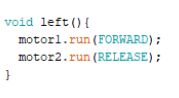 void left(){
motor1.run(FORWARD);
motor2.run(RELEASE);
}